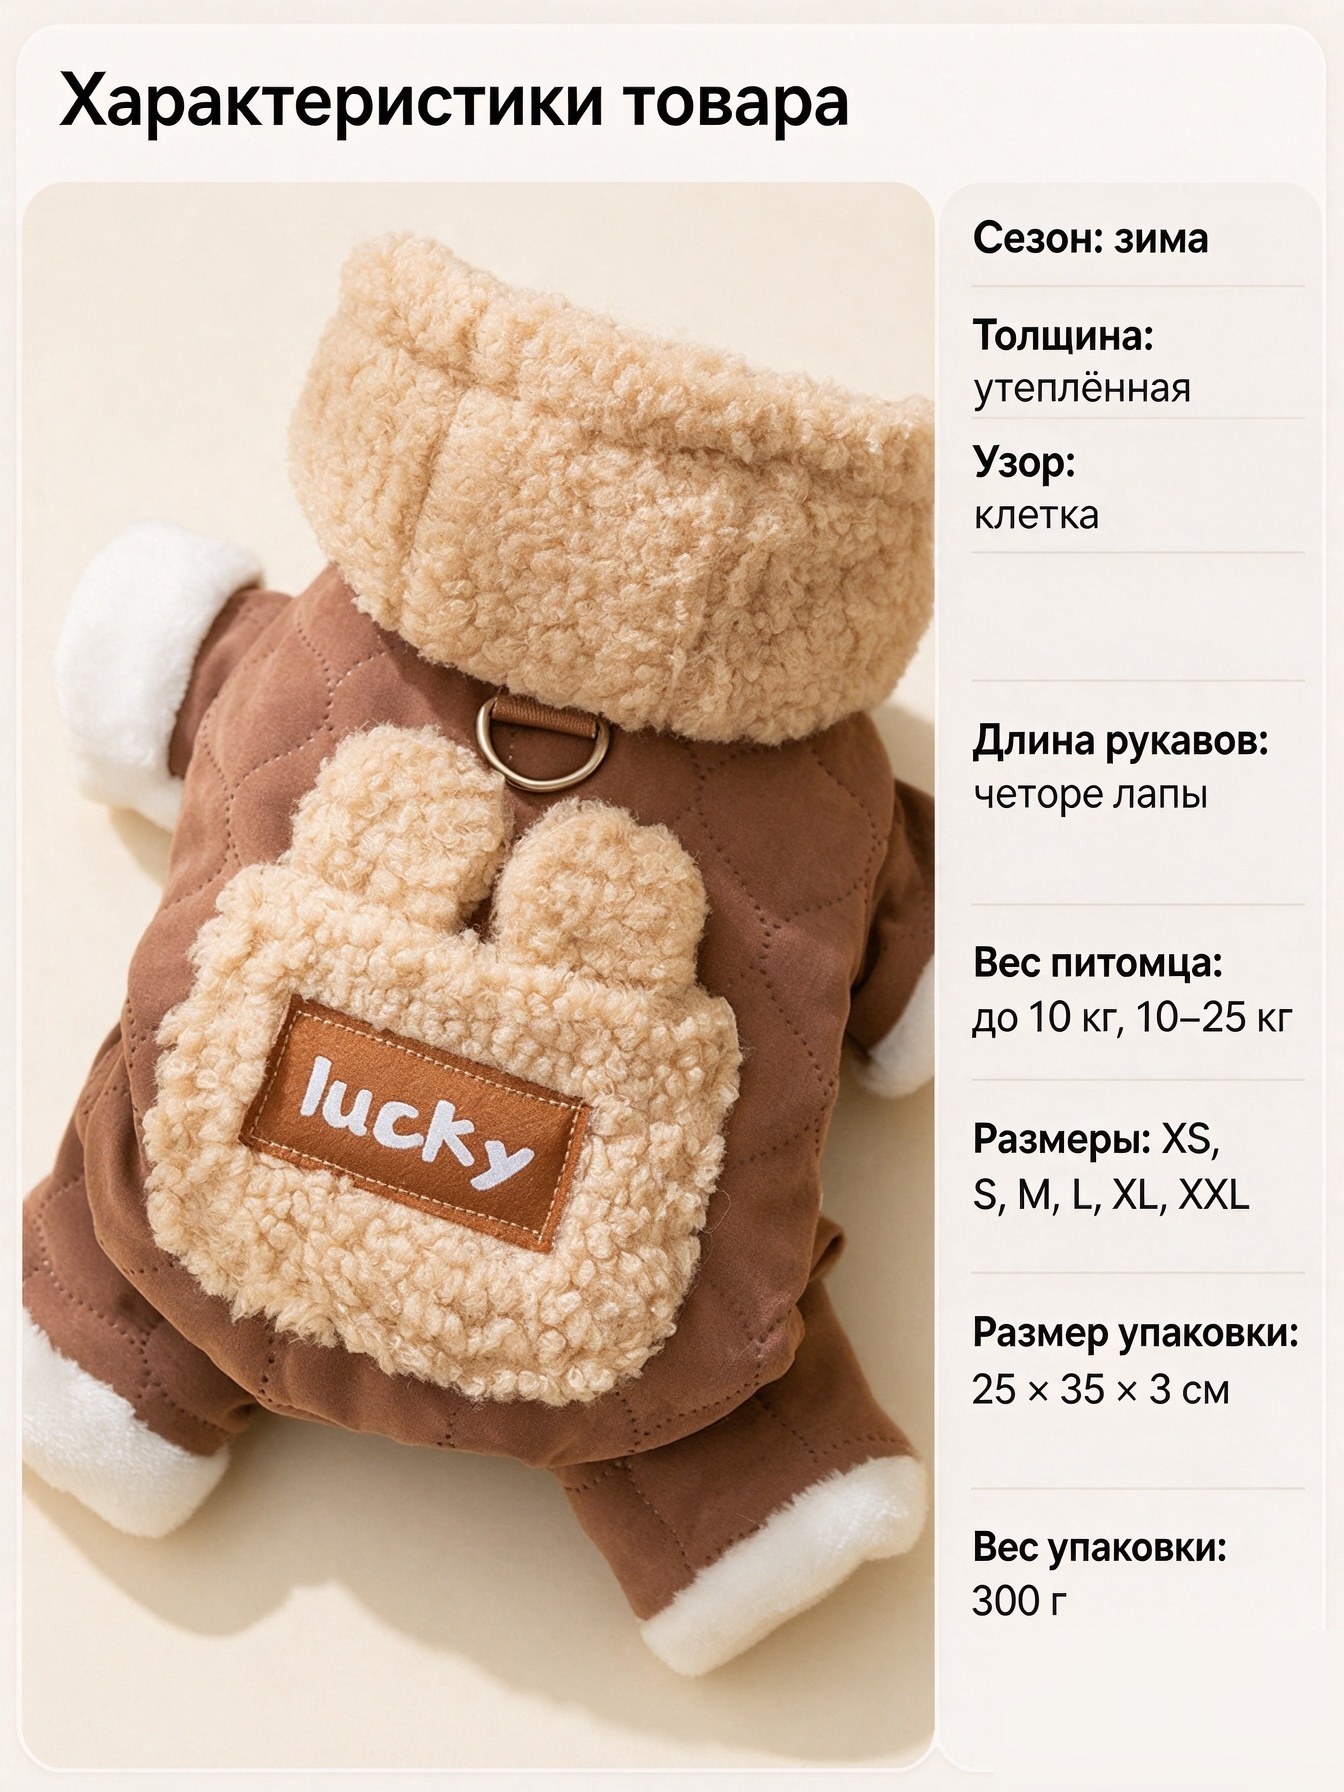 Характеристики товара
Сезон: зима
Толщина:
утеплённая
Узор:
клетка
Длина рукавов:
четоре лапы
Вес питомца:
до 10 кг, 10–25 кг
Размеры: XS,
S, M, L, XL, XXL
Размер упаковки:
25 × 35 × 3 см
Вес упаковки:
300 г
lucky